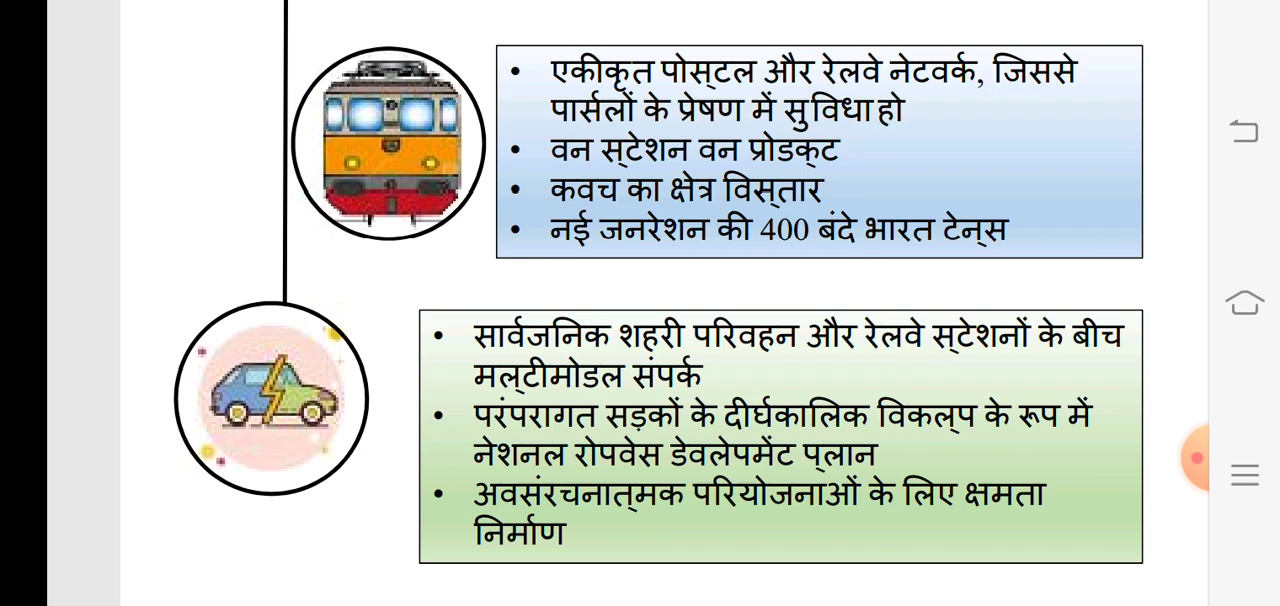 • एकीकृत पोस्टल और रेलवे नेटवर्क, जिससे
पार्सलों के प्रेषण में सुविधा हो
• वन स्टेशन वन प्रोडक्ट
• कवच का क्षेत्र विस्तार
• नई जनरेशन की 400 बंदे भारत टेन्स
• सार्वजनिक शहरी परिवहन और रेलवे स्टेशनों के बीच
मल्टीमोडल संपर्क
• परंपरागत सड़कों के दीर्घकालिक विकल्प के रूप में
नेशनल रोपवेस डेवलेपमेंट प्लान
• अवसंरचनात्मक परियोजनाओं के लिए क्षमता
निर्माण